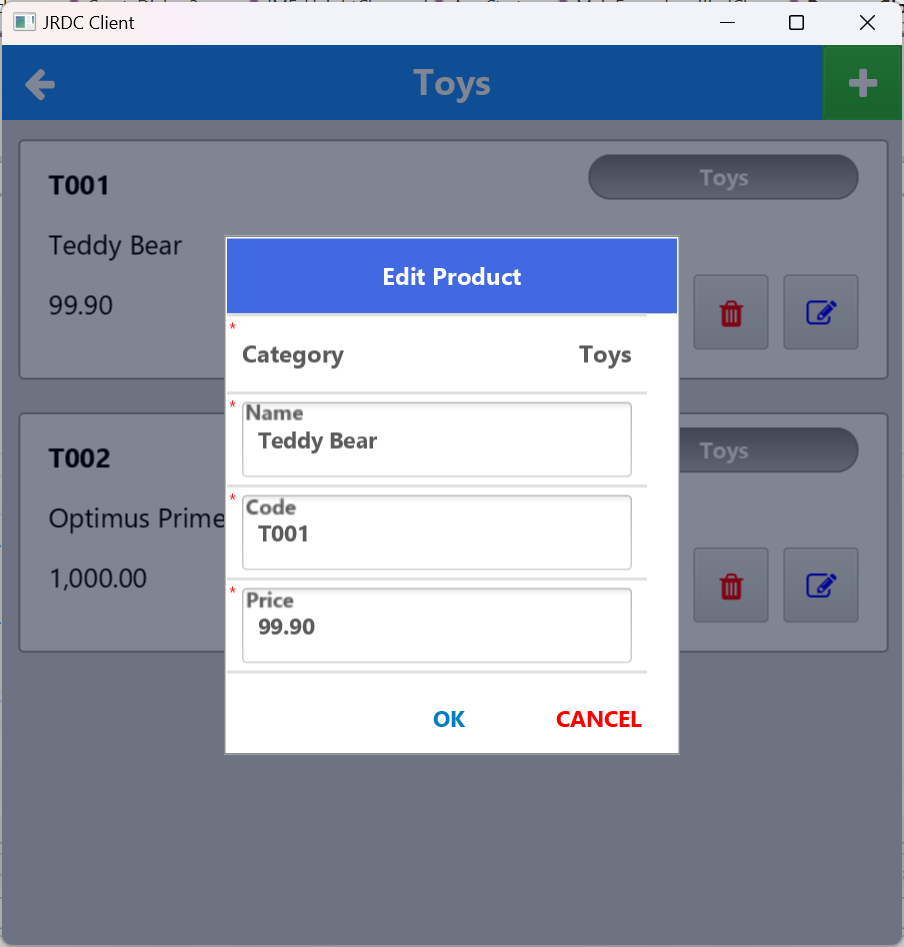 JRDC Client
Toys
T001
Toys
Teddy Bear
99.90
Edit Product
* Category Toys
* Name
Teddy Bear
* Code
T001
* Price
99.90
OK CANCEL
T002
Toys
Optimus Prime
1,000.00